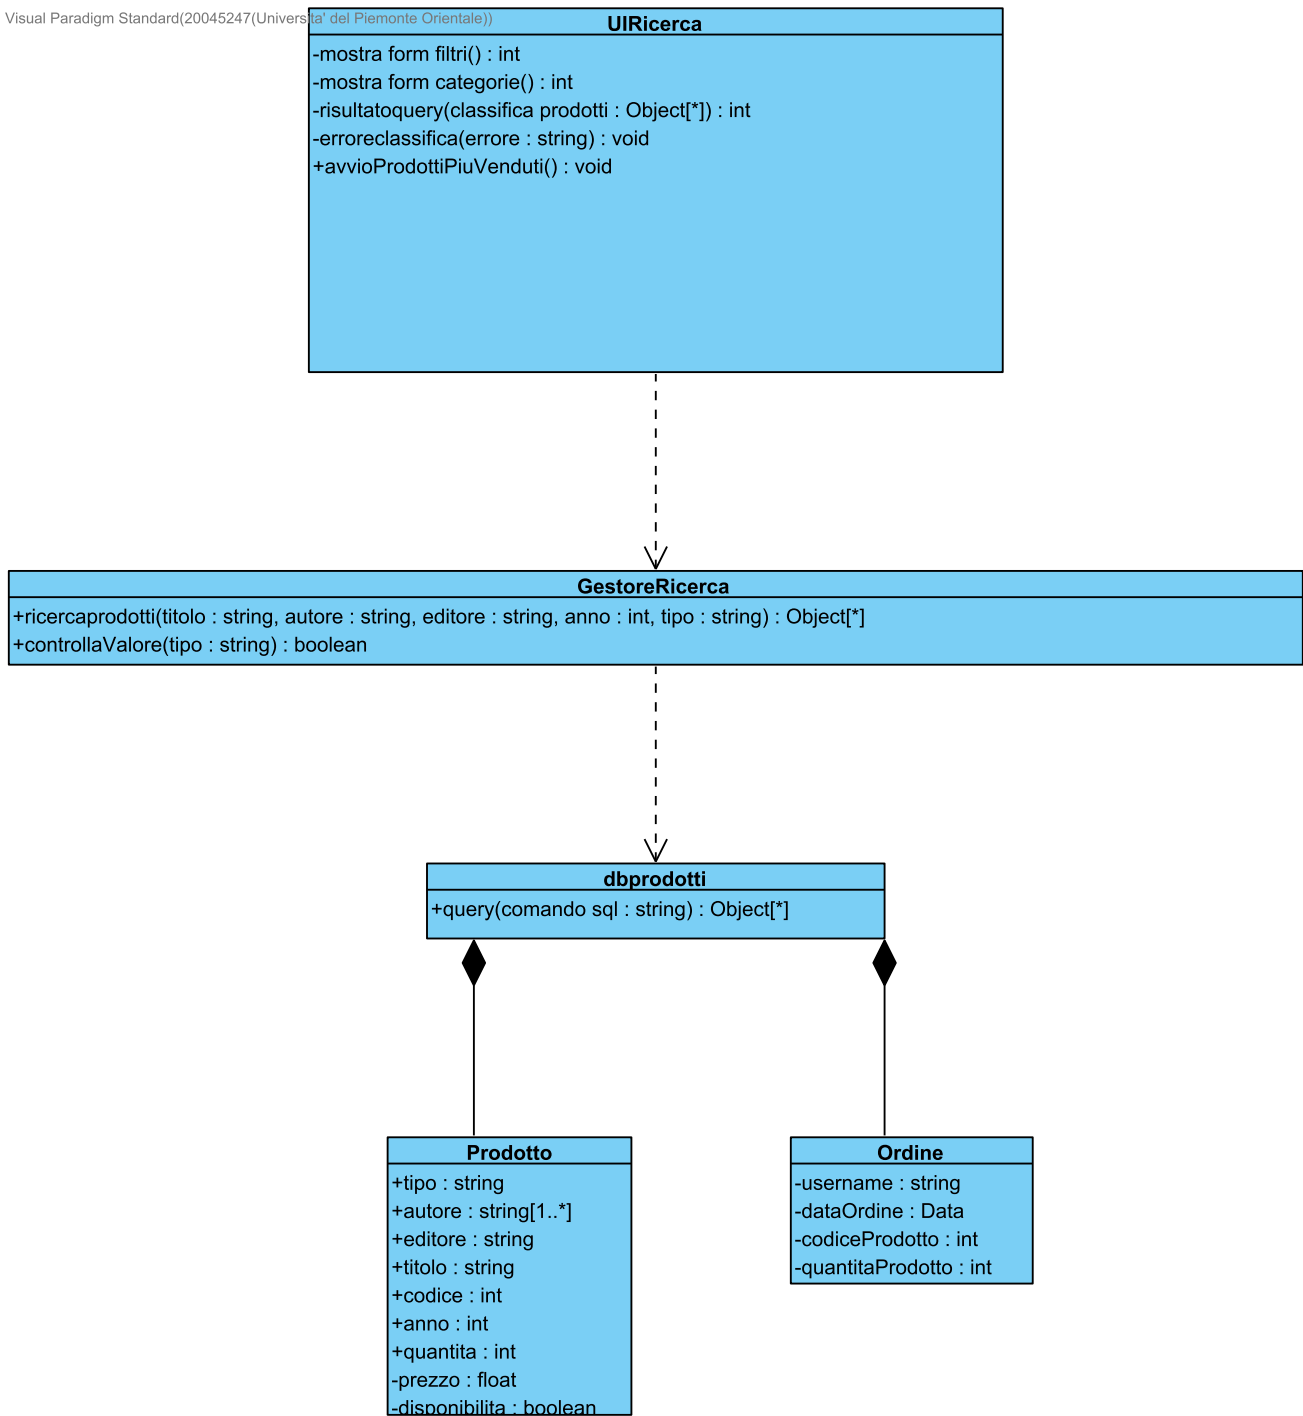 Visual Paradigm Standard(20045247(Universita' del Piemonte Orientale))
UIRicerca
-mostra form filtri() : int
-mostra form categorie() : int
-risultatoquery(classifica prodotti : Object[*]) : int
-erroreclassifica(errore : string) : void
+avvioProdottiPiuVenduti() : void
GestoreRicerca
+ricercaprodotti(titolo : string, autore : string, editore : string, anno : int, tipo : string) : Object[*]
+controllaValore(tipo : string) : boolean
dbprodotti
+query(comando sql : string) : Object[*]
Prodotto
+tipo : string
+autore : string[1..*]
+editore : string
+titolo : string
+codice : int
+anno : int
+quantita : int
-prezzo : float
-disponibilita : boolean
Ordine
-username : string
-dataOrdine : Data
-codiceProdotto : int
-quantitaProdotto : int